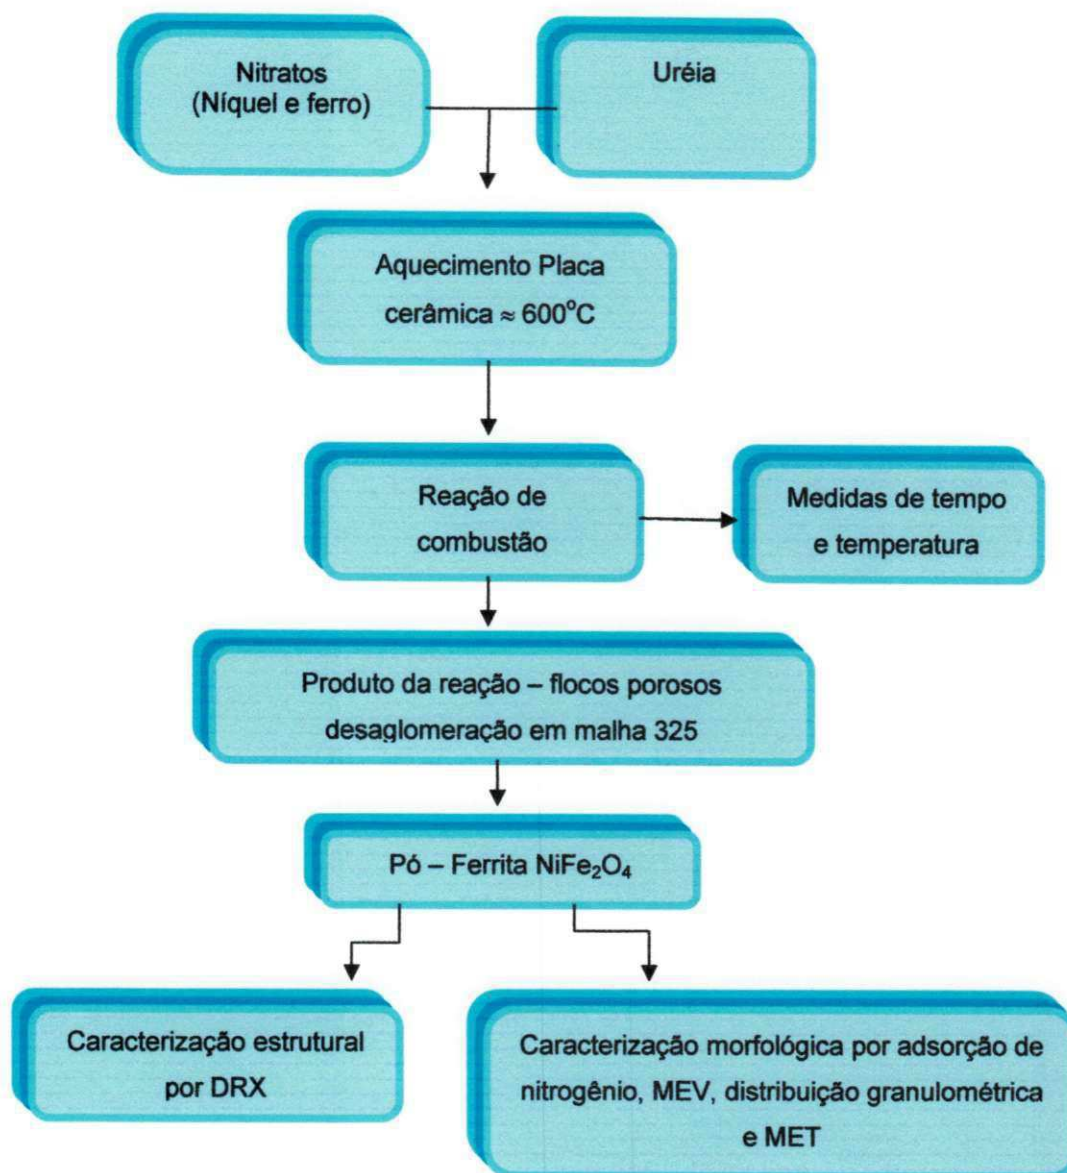 Nitratos
(Níquel e ferro)
Uréia
Aquecimento Placa
cerâmica ≈ 600°C
Reação de
combustão
Medidas de tempo
e temperatura
Produto da reação – flocos porosos
desaglomeração em malha 325
Pó – Ferrita NiFe₂O₄
Caracterização estrutural
por DRX
Caracterização morfológica por adsorção de
nitrogênio, MEV, distribuição granulométrica
e MET